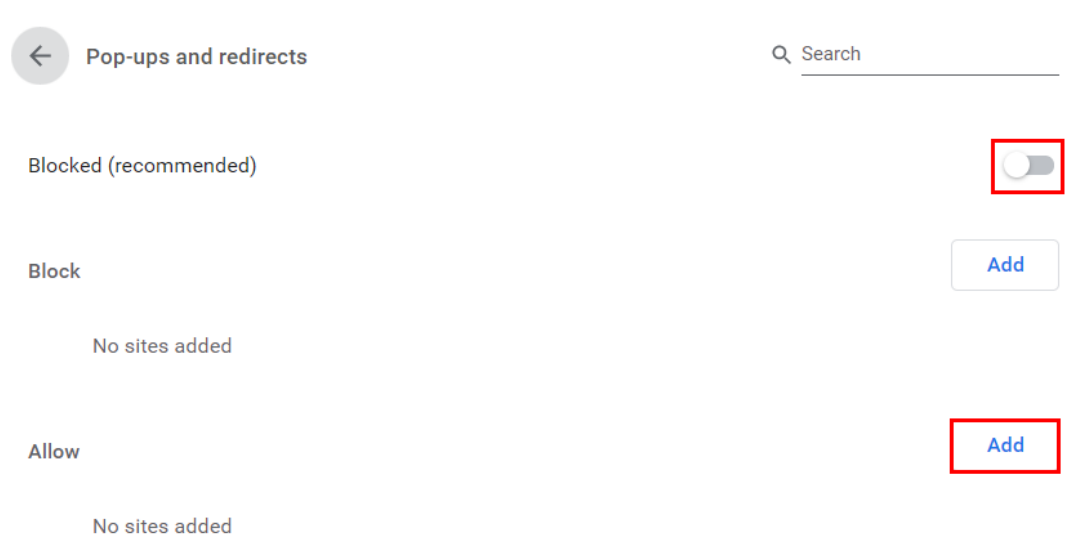 Pop-ups and redirects
Search
Blocked (recommended)
Block
Add
No sites added
Allow
Add
No sites added